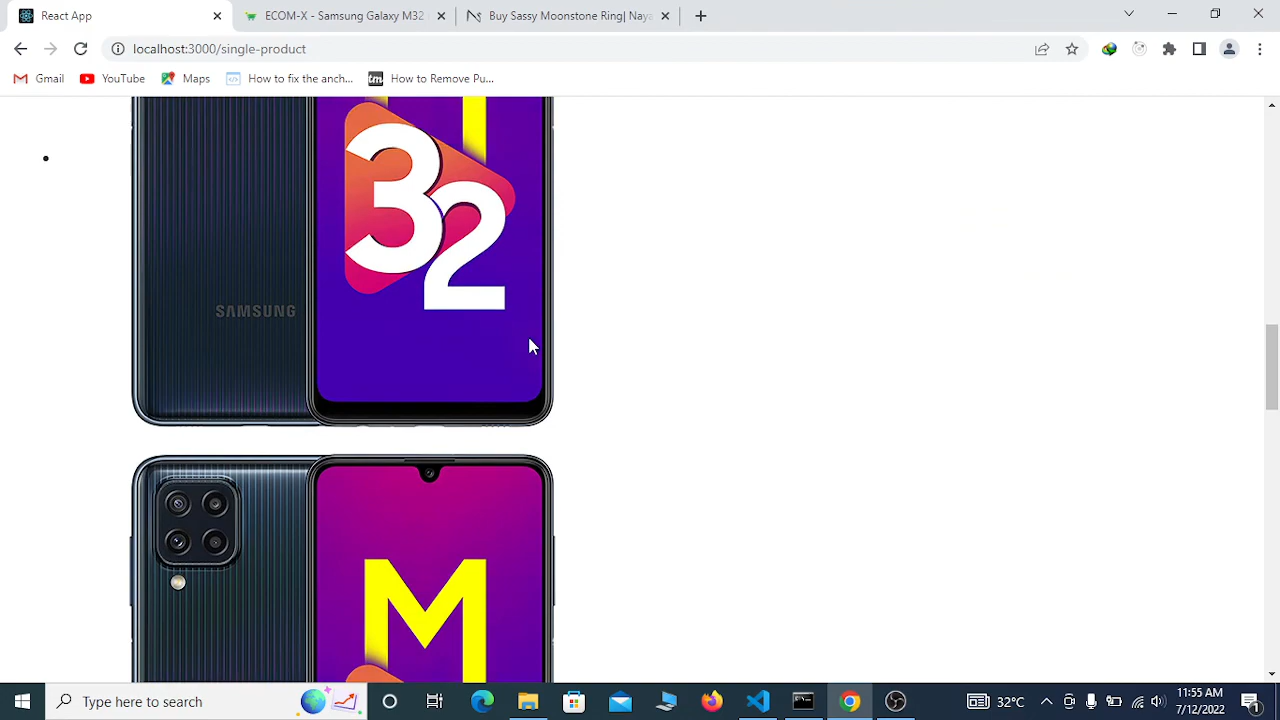 React App
ECOM-X - Samsung Galaxy M32
Buy Sassy Moonstone Ring| Naya
localhost:3000/single-product
Gmail
YouTube
Maps
How to fix the anch...
How to Remove Pu...
32
SAMSUNG
M
Type here to search
32°C
11:55 AM
7/12/2022